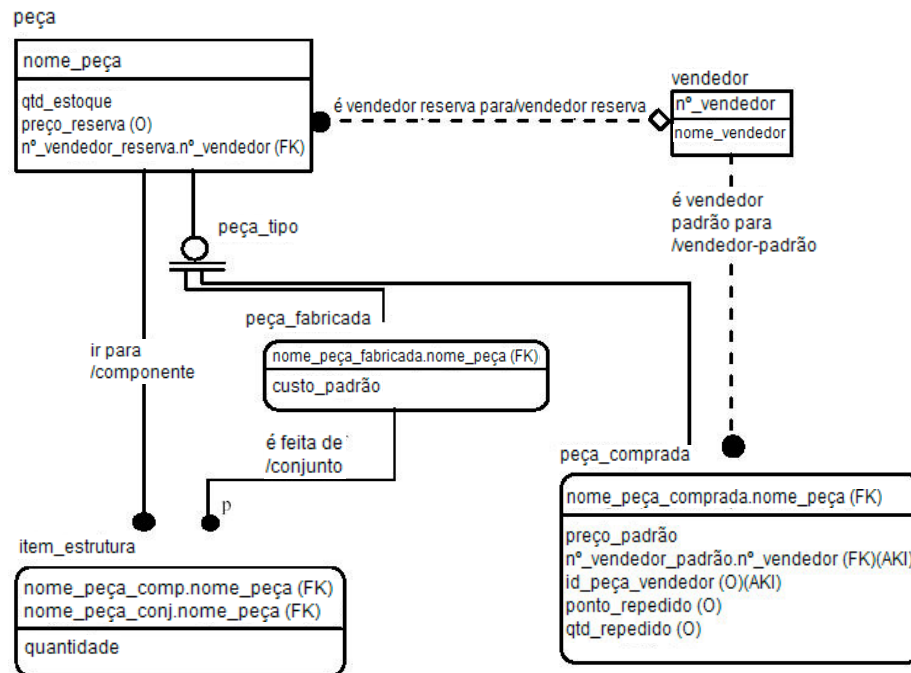 peça
nome_peça
qtd_estoque
preço_reserva (O)
nº_vendedor_reserva.nº_vendedor (FK)
é vendedor reserva para/vendedor reserva
vendedor
nº_vendedor
nome_vendedor
peça_tipo
é vendedor
padrão para
/vendedor-padrão
ir para
/componente
peça_fabricada
nome_peça_fabricada.nome_peça (FK)
custo_padrão
é feita de
/conjunto
p
item_estrutura
nome_peça_comp.nome_peça (FK)
nome_peça_conj.nome_peça (FK)
quantidade
peça_comprada
nome_peça_comprada.nome_peça (FK)
preço_padrão
nº_vendedor_padrão.nº_vendedor (FK)(AKI)
id_peça_vendedor (O)(AKI)
ponto_repedido (O)
qtd_repedido (O)